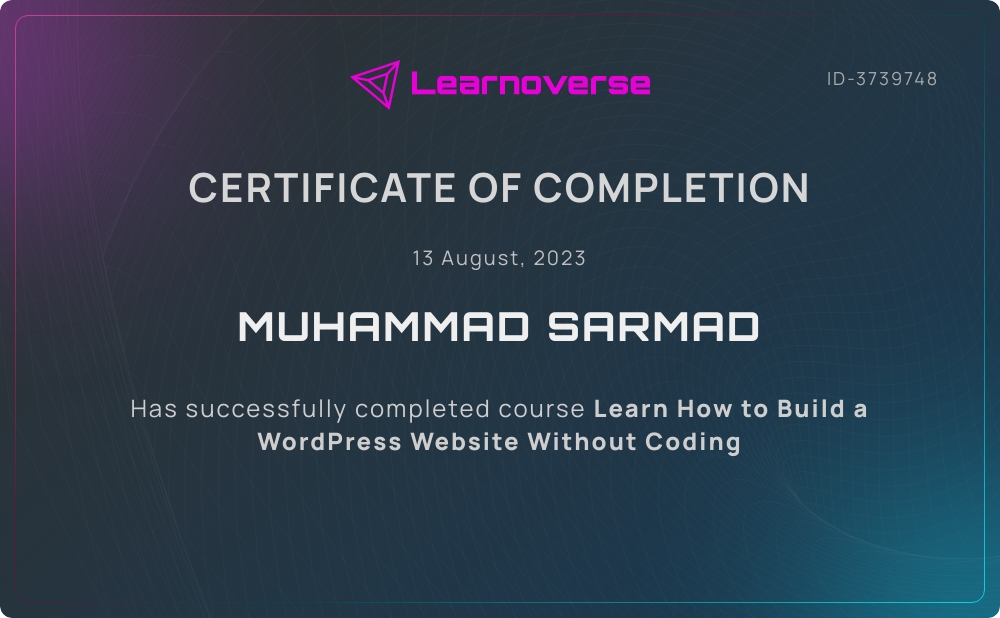 Learnoverse
ID-3739748
CERTIFICATE OF COMPLETION
13 August, 2023
MUHAMMAD SARMAD
Has successfully completed course Learn How to Build a
WordPress Website Without Coding